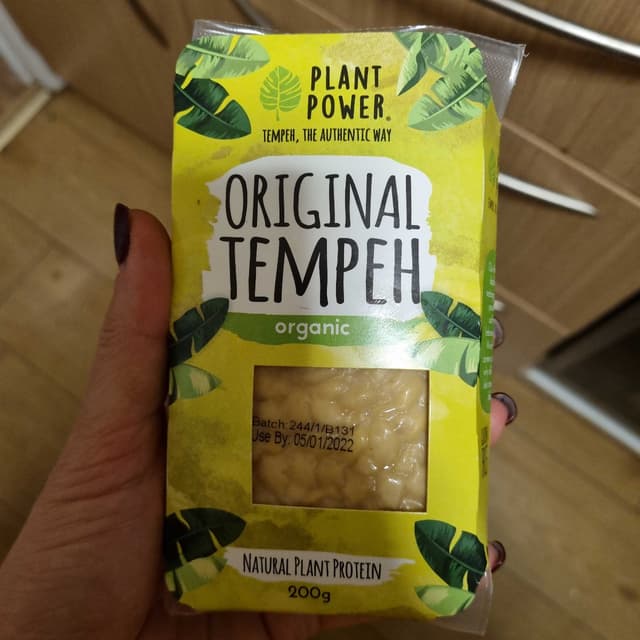 PLANT
POWER®
TEMPEH, THE AUTHENTIC WAY
ORIGINAL
TEMPEH
organic
Batch: 244/1/B131
Use By: 05/01/2022
NATURAL PLANT PROTEIN
200g